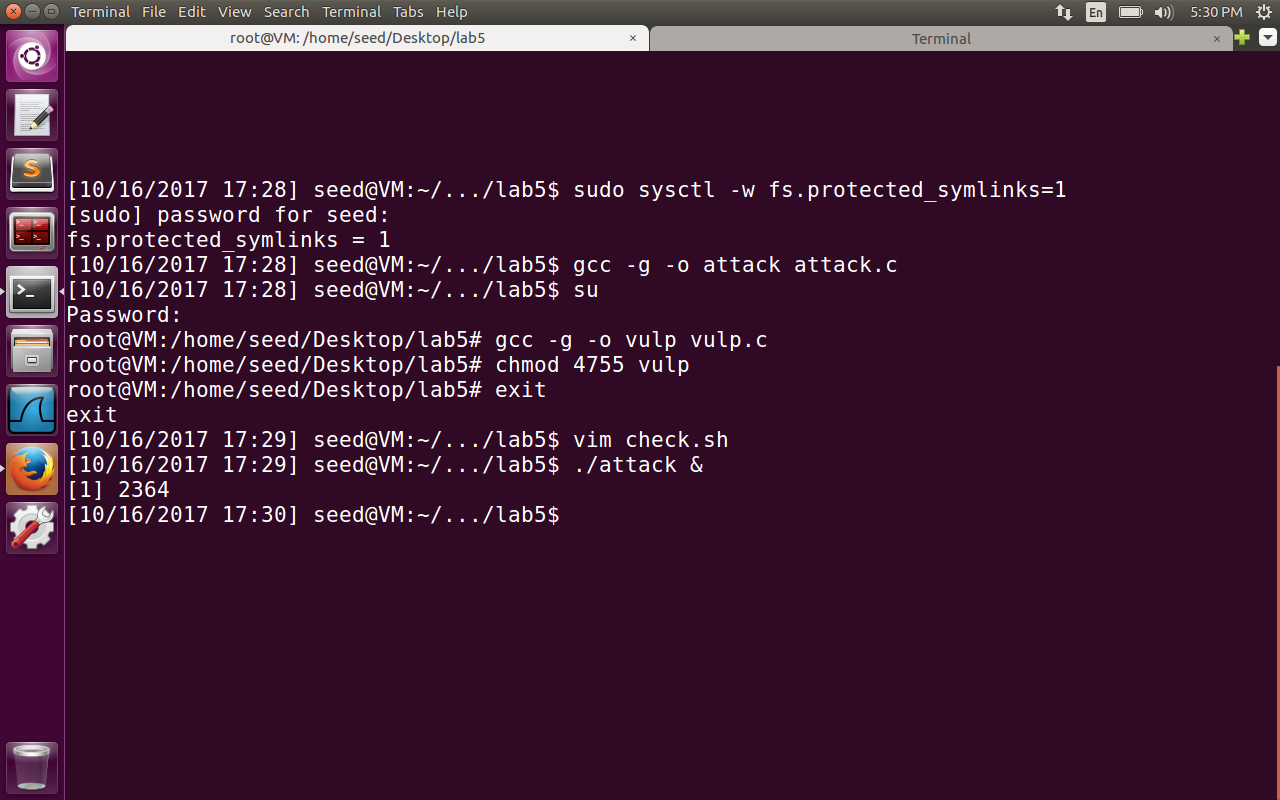 Terminal File Edit View Search Terminal Tabs Help En 5:30 PM
root@VM: /home/seed/Desktop/lab5 × Terminal ×
[10/16/2017 17:28] seed@VM:~/.../lab5$ sudo sysctl -w fs.protected_symlinks=1
[sudo] password for seed:
fs.protected_symlinks = 1
[10/16/2017 17:28] seed@VM:~/.../lab5$ gcc -g -o attack attack.c
[10/16/2017 17:28] seed@VM:~/.../lab5$ su
Password:
root@VM:/home/seed/Desktop/lab5# gcc -g -o vulp vulp.c
root@VM:/home/seed/Desktop/lab5# chmod 4755 vulp
root@VM:/home/seed/Desktop/lab5# exit
exit
[10/16/2017 17:29] seed@VM:~/.../lab5$ vim check.sh
[10/16/2017 17:29] seed@VM:~/.../lab5$ ./attack &
[1] 2364
[10/16/2017 17:30] seed@VM:~/.../lab5$